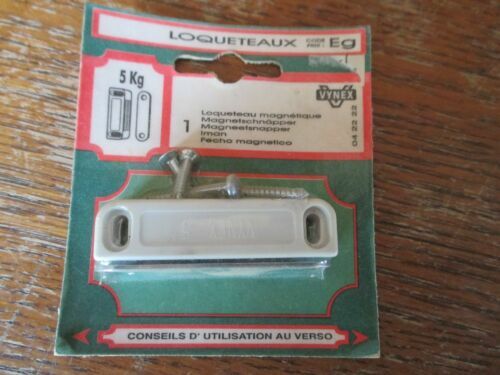 LOQUETEAUX
CODE
PRIX :
Eg
5 Kg
1
Loqueteau magnétique
Magnetschnäpper
Magneetsnapper
Iman
Fecho magnetico
VYNEX
04 22 22
CONSEILS D' UTILISATION AU VERSO